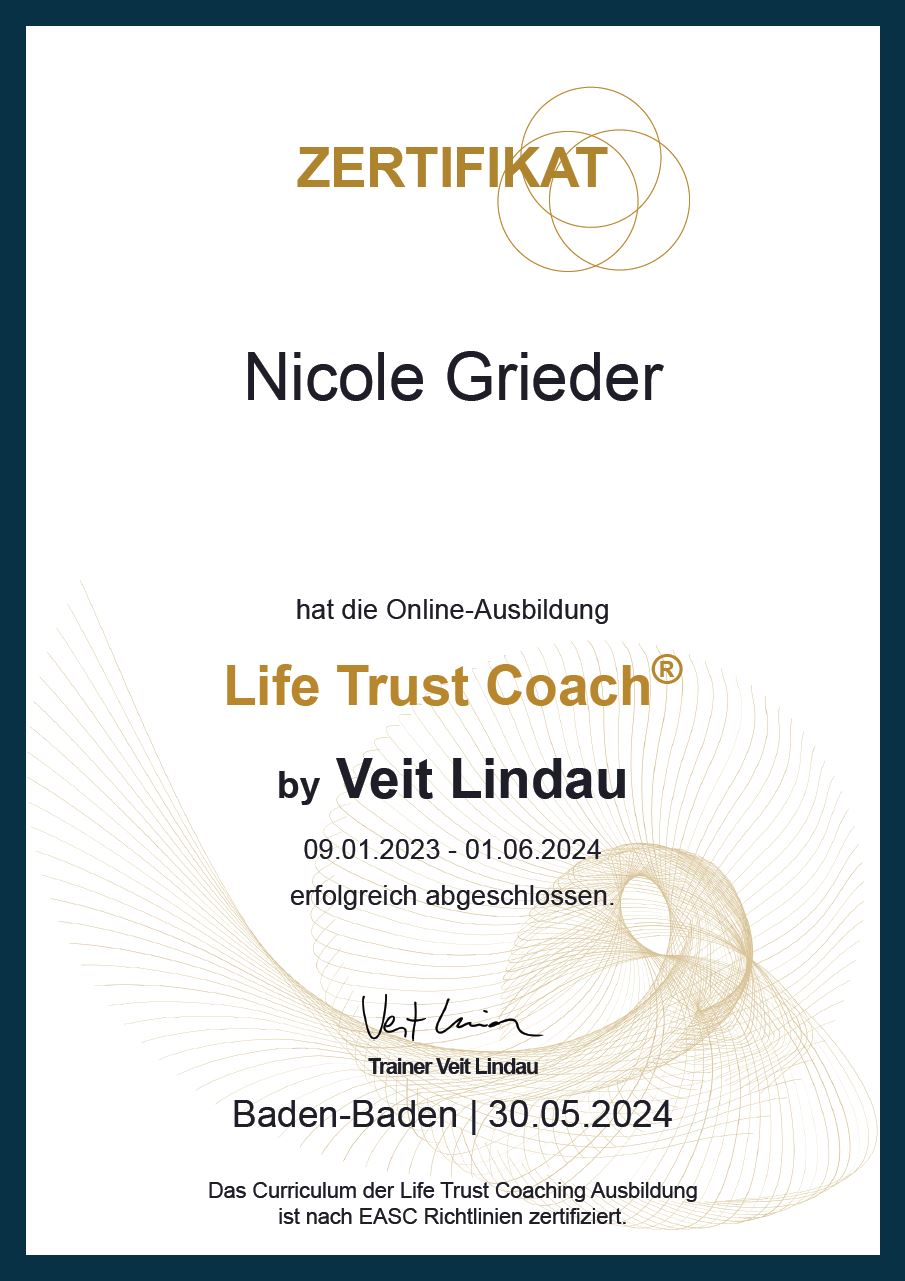 ZERTIFIKAT
Nicole Grieder
hat die Online-Ausbildung
Life Trust Coach®
by Veit Lindau
09.01.2023 - 01.06.2024
erfolgreich abgeschlossen.
Veit Lindau
Trainer Veit Lindau
Baden-Baden | 30.05.2024
Das Curriculum der Life Trust Coaching Ausbildung
ist nach EASC Richtlinien zertifiziert.